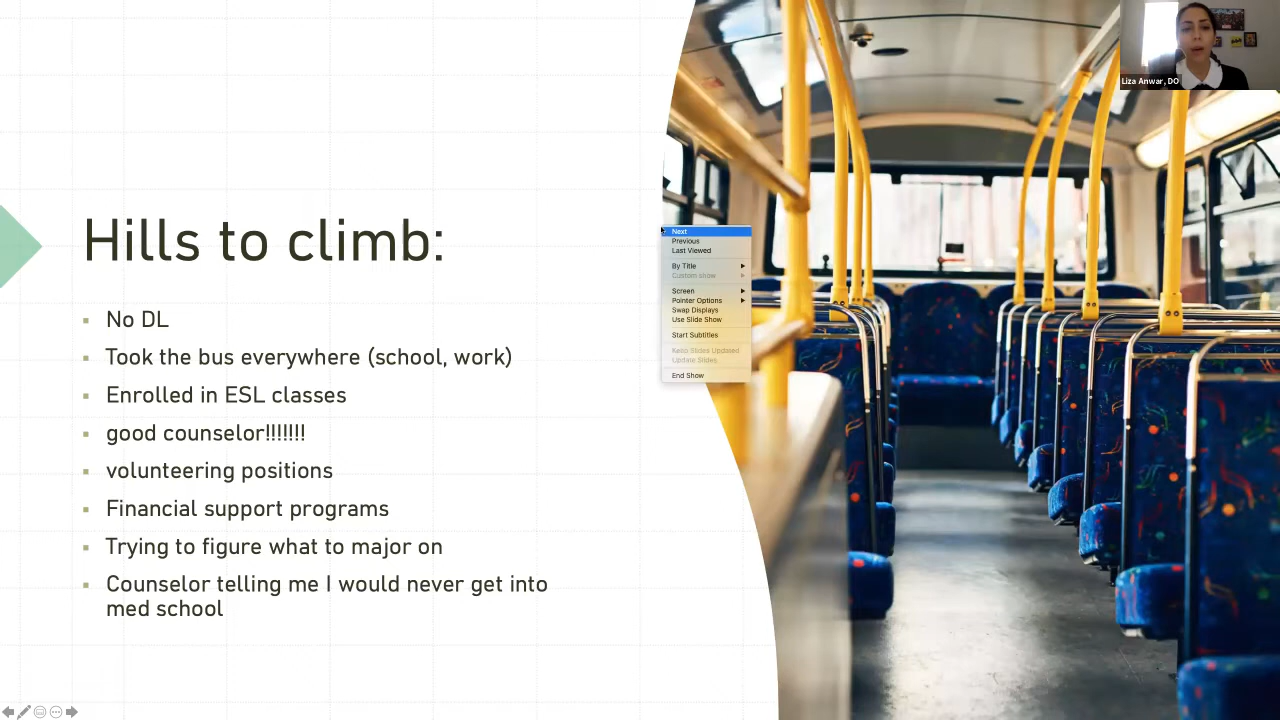 Liza Anwar, DO
Hills to climb:
No DL
Took the bus everywhere (school, work)
Enrolled in ESL classes
good counselor!!!!!!!
volunteering positions
Financial support programs
Trying to figure what to major on
Counselor telling me I would never get into
med school
Next
Previous
Last Viewed
By Title
Custom Show
Screen
Pointer Options
Swap Displays
Use Slide Show
Start Subtitles
Keep Slides Updated
Update Slides
End Show